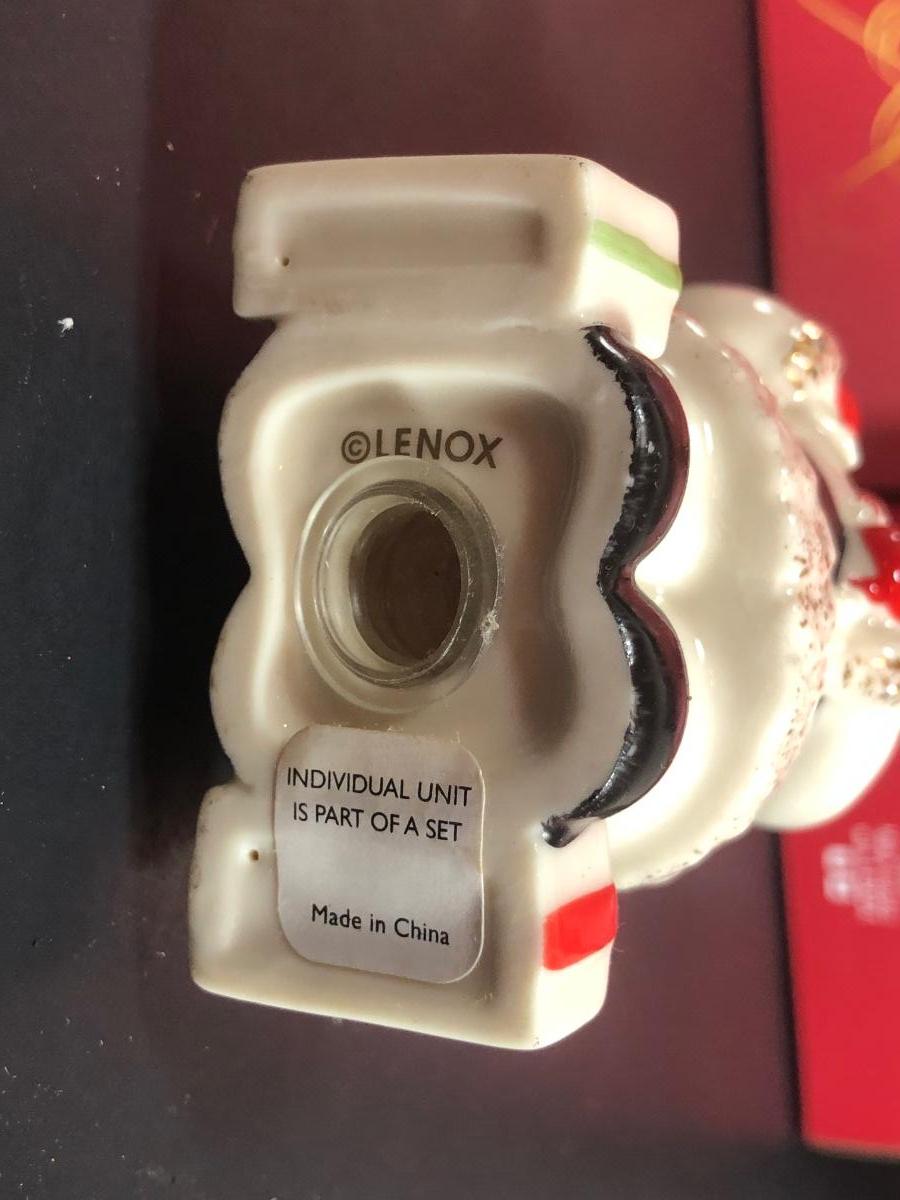 ©LENOX
INDIVIDUAL UNIT
IS PART OF A SET
Made in China